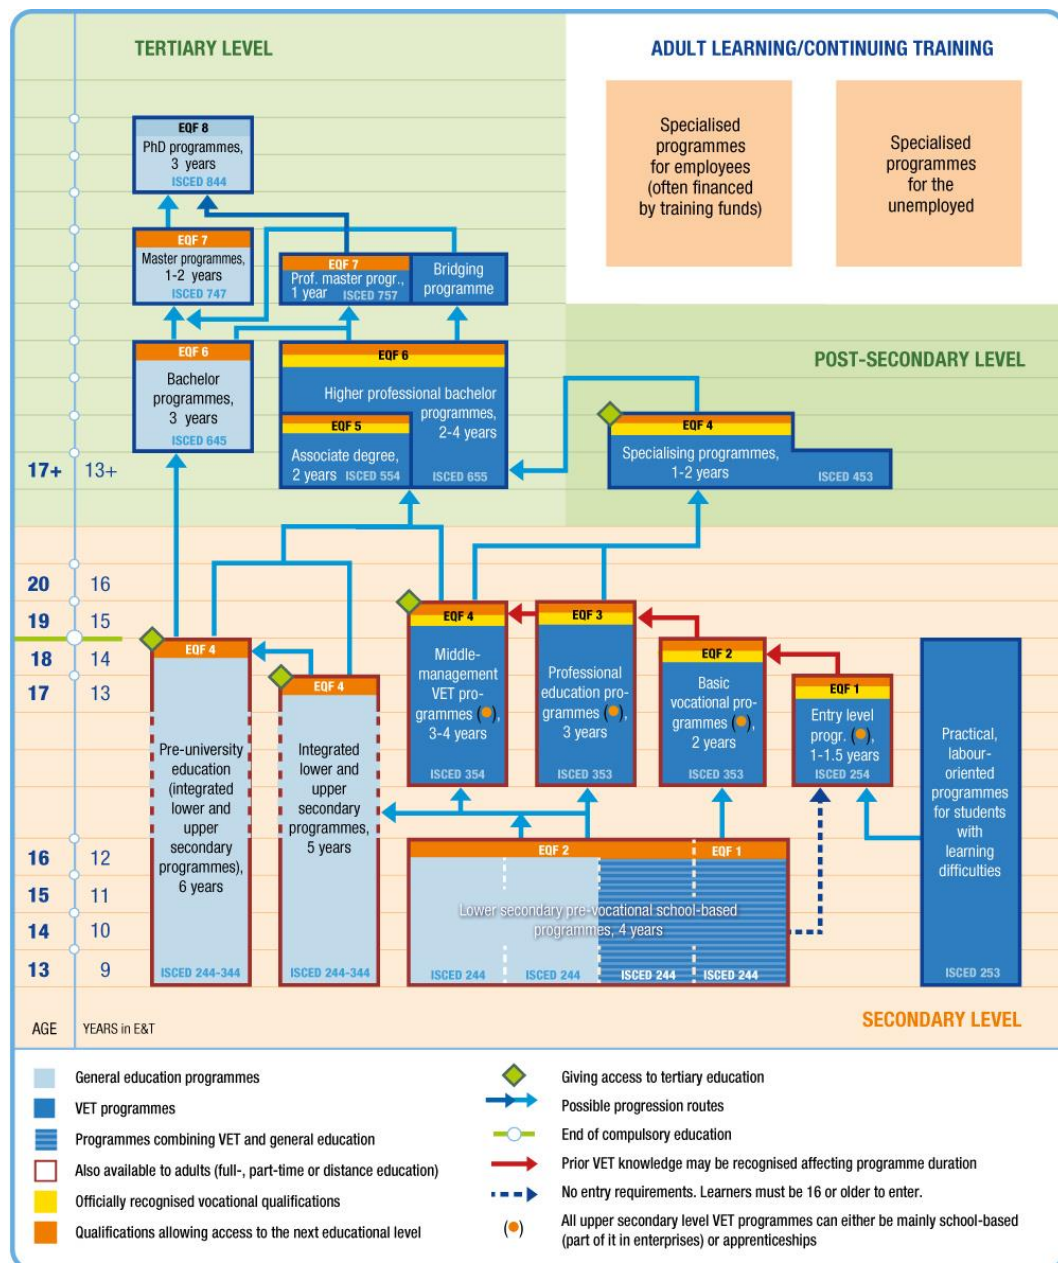 TERTIARY LEVEL
ADULT LEARNING/CONTINUING TRAINING
Specialised
programmes
for employees
(often financed
by training funds)
Specialised
programmes
for the
unemployed
EQF 8
PhD programmes,
3 years
ISCED 844
EQF 7
Master programmes,
1-2 years
ISCED 747
EQF 7
Prof. master progr.,
1 year ISCED 757
Bridging
programme
POST-SECONDARY LEVEL
EQF 6
Bachelor
programmes,
3 years
ISCED 645
EQF 6
Higher professional bachelor
programmes,
2-4 years
ISCED 655
EQF 5
Associate degree,
2 years ISCED 554
EQF 4
Specialising programmes,
1-2 years
ISCED 453
17+ 13+
20 16
19 15
18 14
17 13
16 12
15 11
14 10
13 9
AGE YEARS in E&T
EQF 4
Pre-university
education
(integrated
lower and
upper
secondary
programmes),
6 years
ISCED 244-344
EQF 4
Integrated
lower and
upper
secondary
programmes,
5 years
ISCED 244-344
EQF 4
Middle-
management
VET pro-
grammes ( ),
3-4 years
ISCED 354
EQF 3
Professional
education pro-
grammes ( ),
3 years
ISCED 353
EQF 2
Basic
vocational pro-
grammes ( ),
2 years
ISCED 353
EQF 1
Entry level
progr. ( ),
1-1.5 years
ISCED 254
Practical,
labour-
oriented
programmes
for students
with
learning
difficulties
ISCED 253
EQF 2 EQF 1
Lower secondary pre-vocational school-based
programmes, 4 years
ISCED 244 ISCED 244 ISCED 244 ISCED 244
SECONDARY LEVEL
General education programmes
VET programmes
Programmes combining VET and general education
Also available to adults (full-, part-time or distance education)
Officially recognised vocational qualifications
Qualifications allowing access to the next educational level
Giving access to tertiary education
Possible progression routes
End of compulsory education
Prior VET knowledge may be recognised affecting programme duration
No entry requirements. Learners must be 16 or older to enter.
( ) All upper secondary level VET programmes can either be mainly school-based
(part of it in enterprises) or apprenticeships